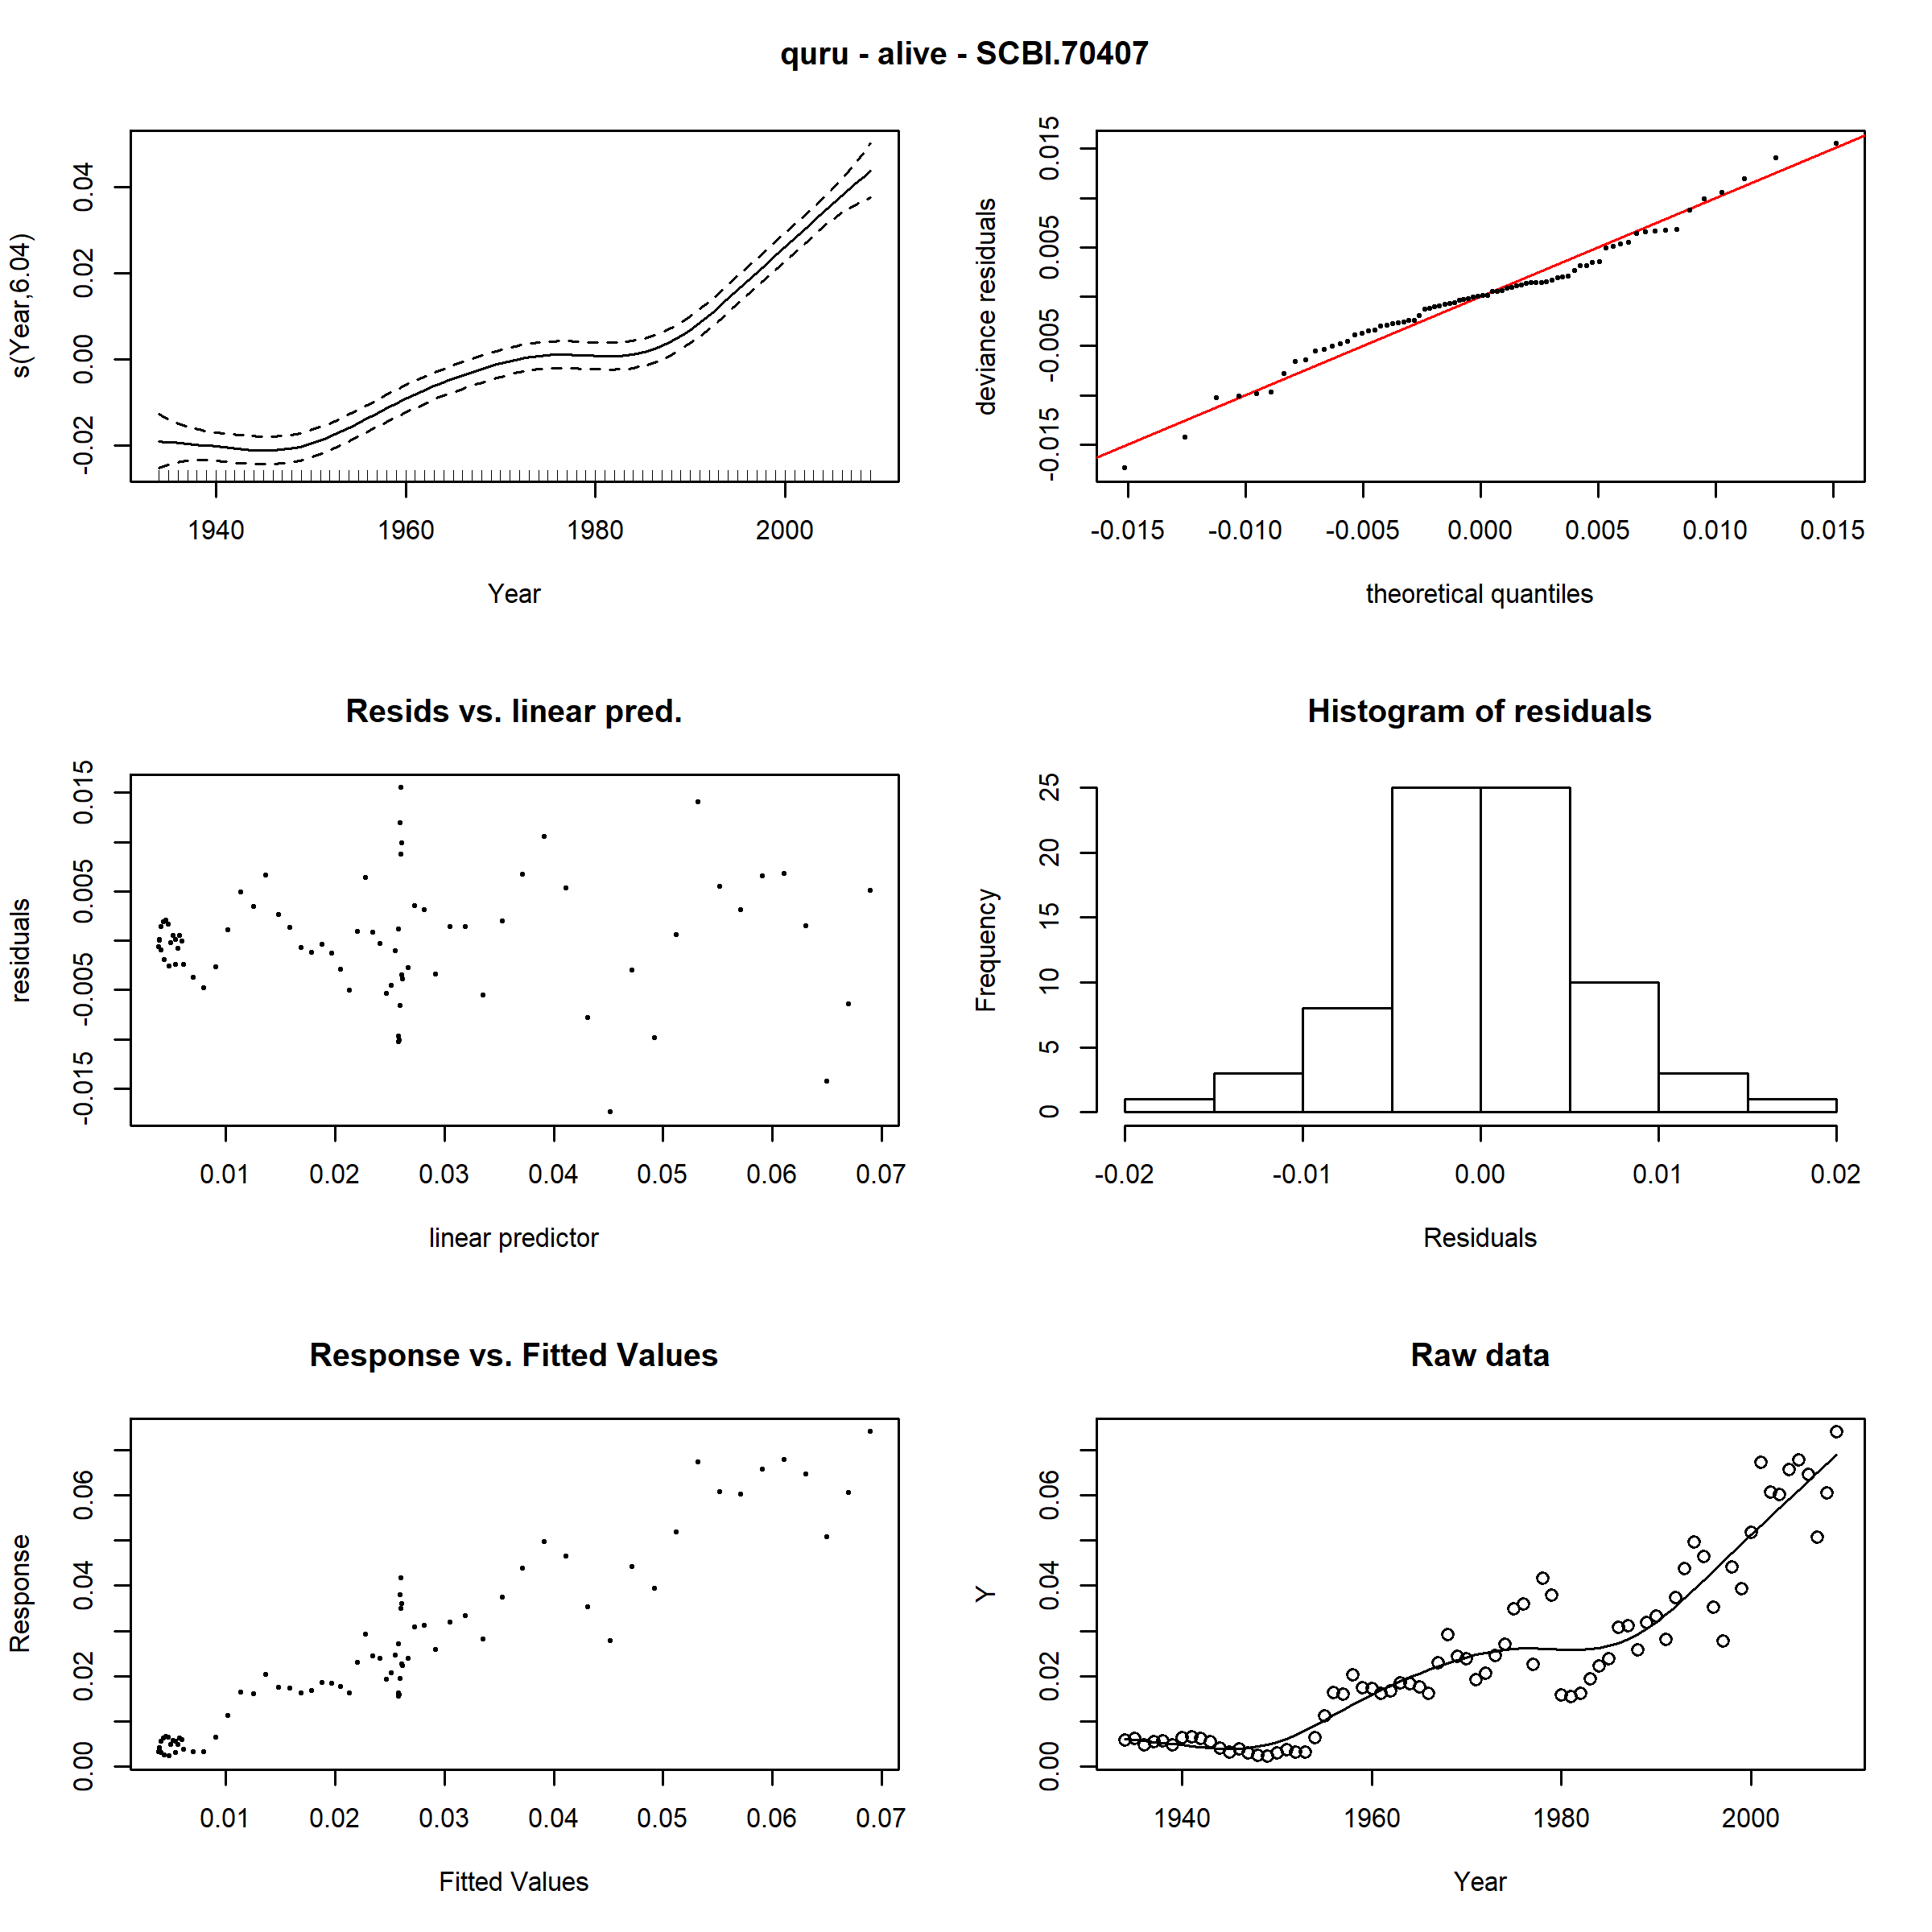 quru - alive - SCBI.70407
s(Year,6.04)
-0.02 0.00 0.02 0.04
1940 1960 1980 2000
Year
deviance residuals
-0.015 -0.005 0.005 0.015
-0.015 -0.010 -0.005 0.000 0.005 0.010 0.015
theoretical quantiles
Resids vs. linear pred.
residuals
-0.015 -0.005 0.005 0.015
0.01 0.02 0.03 0.04 0.05 0.06 0.07
linear predictor
Histogram of residuals
Frequency
0 5 10 15 20 25
-0.02 -0.01 0.00 0.01 0.02
Residuals
Response vs. Fitted Values
Response
0.00 0.02 0.04 0.06
0.01 0.02 0.03 0.04 0.05 0.06 0.07
Fitted Values
Raw data
Y
0.00 0.02 0.04 0.06
1940 1960 1980 2000
Year